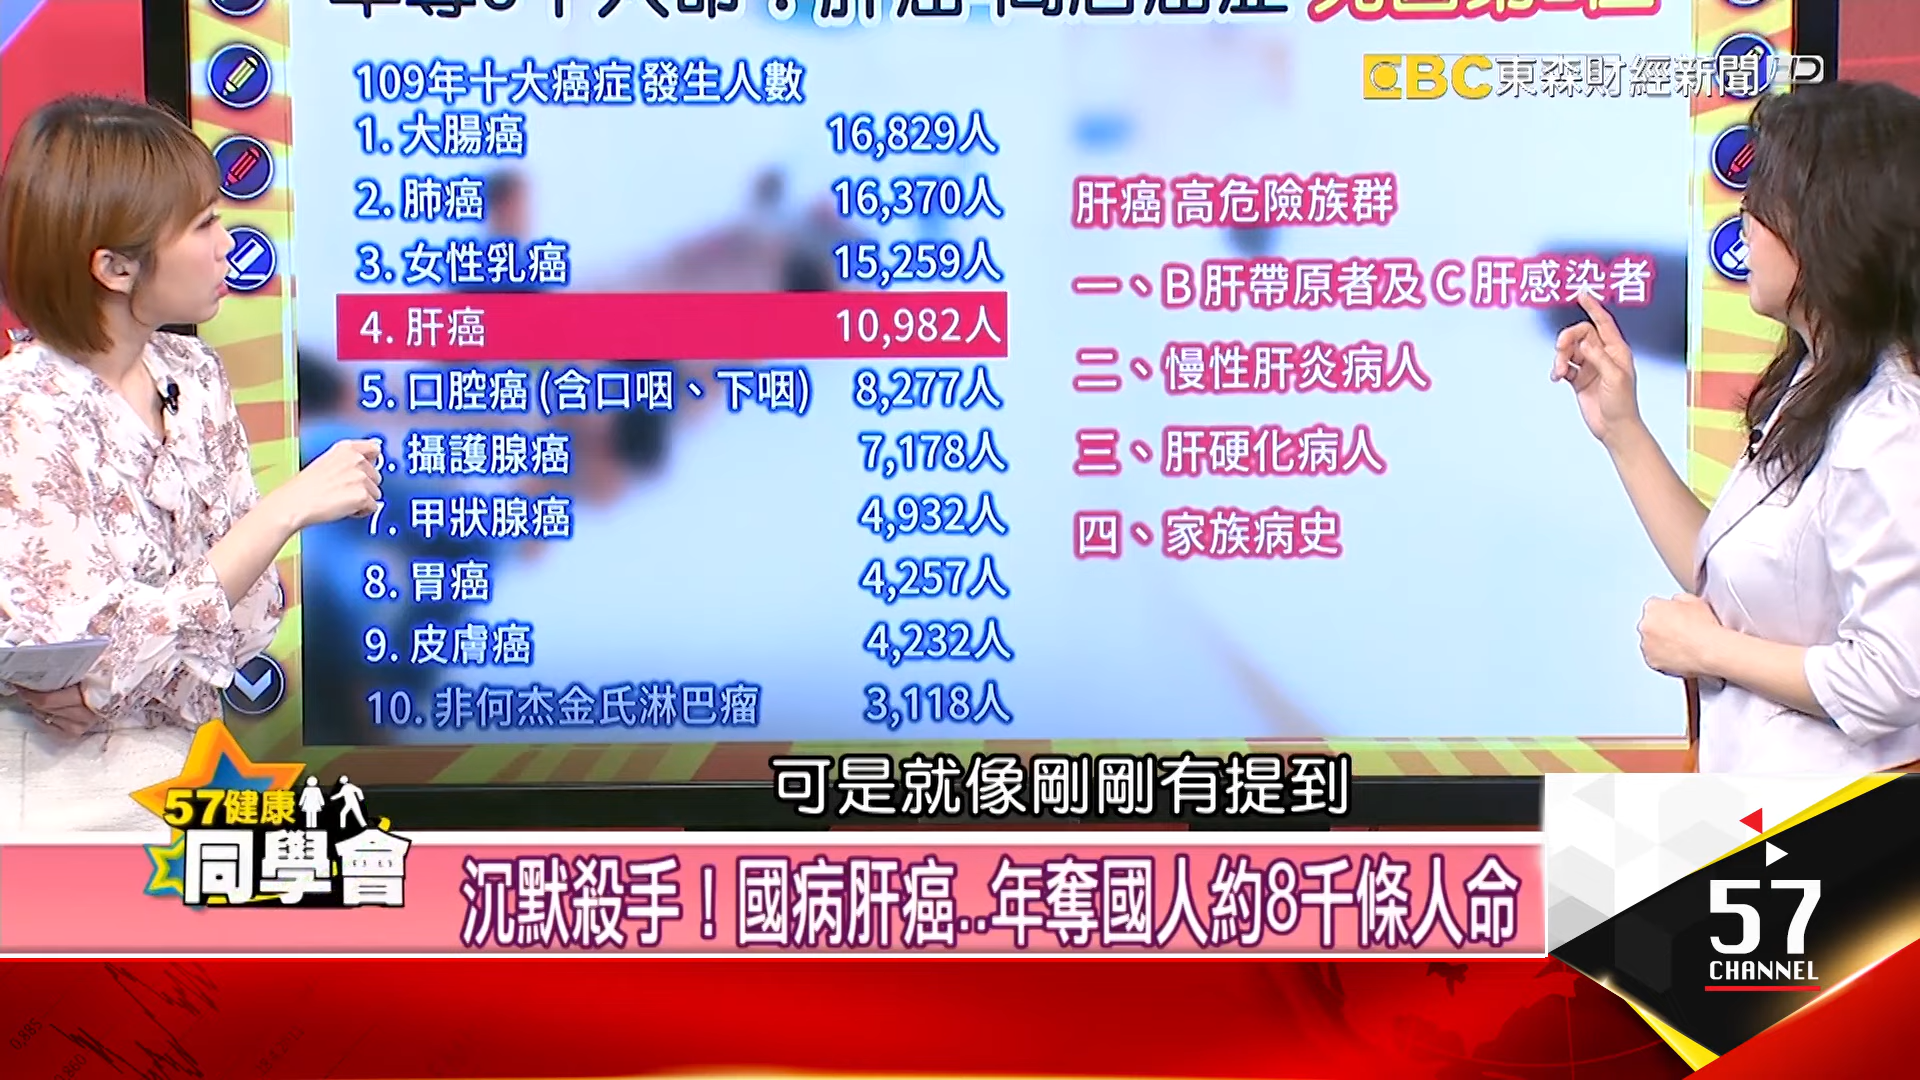 EBC東森財經新聞HD
109年十大癌症 發生人數
1. 大腸癌 16,829人
2. 肺癌 16,370人
3. 女性乳癌 15,259人
4. 肝癌 10,982人
5. 口腔癌 (含口咽、下咽) 8,277人
6. 攝護腺癌 7,178人
7. 甲狀腺癌 4,932人
8. 胃癌 4,257人
9. 皮膚癌 4,232人
10. 非何杰金氏淋巴瘤 3,118人
肝癌 高危險族群
一、B肝帶原者及C肝感染者
二、慢性肝炎病人
三、肝硬化病人
四、家族病史
可是就像剛剛有提到
57健康
同學會
沉默殺手！國病肝癌..年奪國人約8千條人命
57
CHANNEL